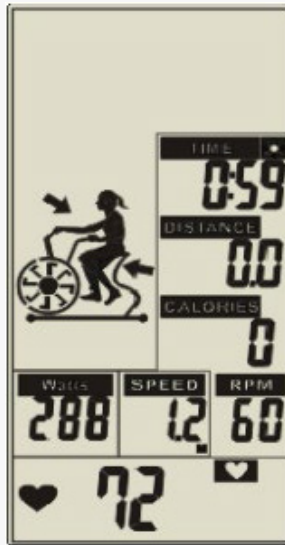 TIME
0:59
DISTANCE
0.0
CALORIES
0
Watts SPEED RPM
288 1.2 60
72